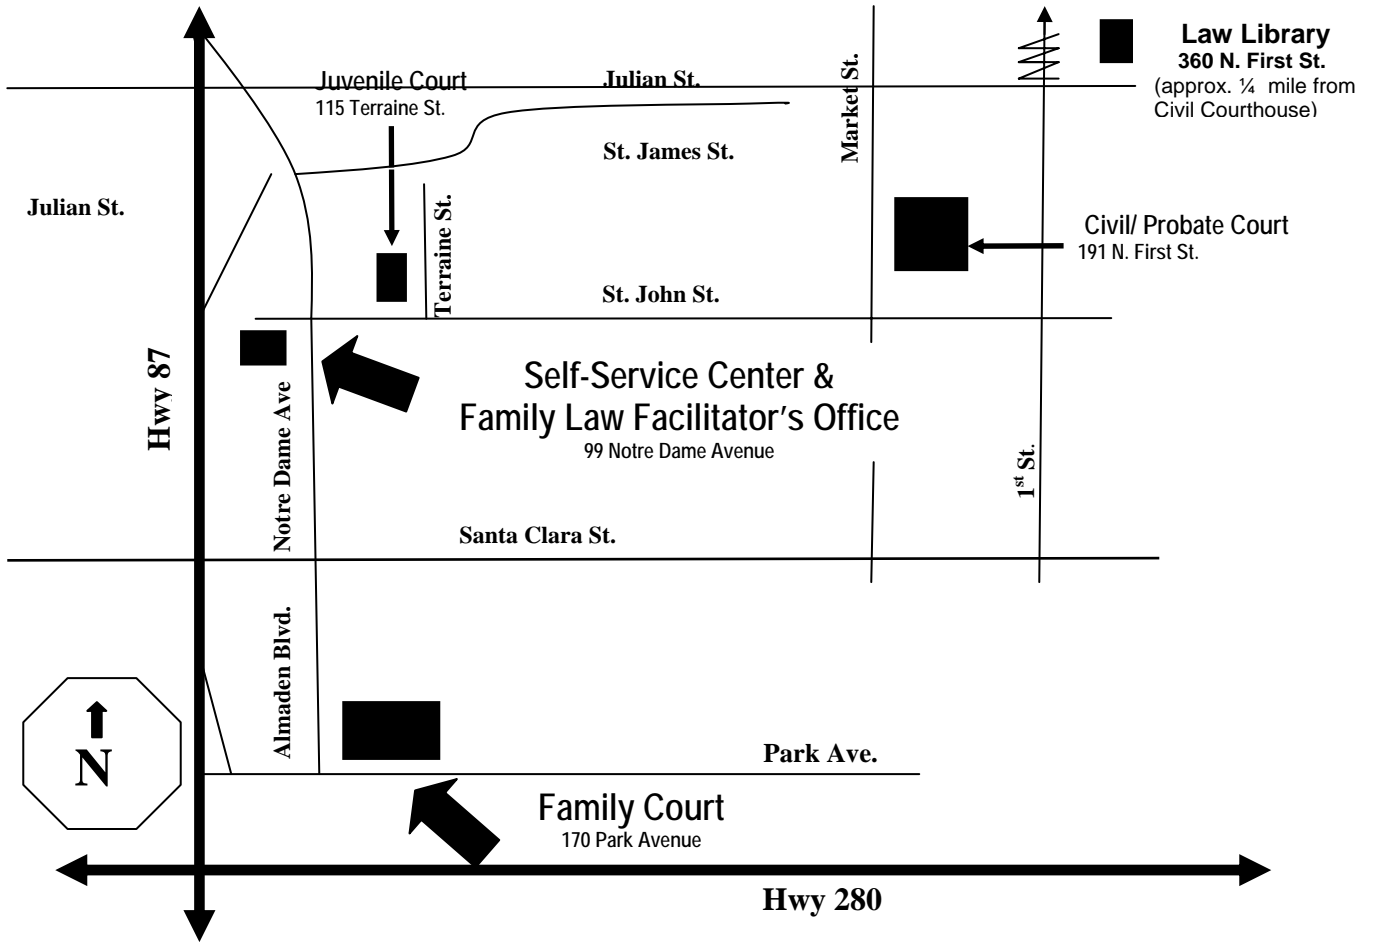 Law Library
360 N. First St.
(approx. ¼ mile from
Civil Courthouse)
Juvenile Court
115 Terraine St.
Julian St.
Market St.
St. James St.
Julian St.
Terraine St.
Civil/ Probate Court
191 N. First St.
St. John St.
Hwy 87
Self-Service Center &
Family Law Facilitator's Office
99 Notre Dame Avenue
Notre Dame Ave
1st St.
Santa Clara St.
Almaden Blvd.
N
Park Ave.
Family Court
170 Park Avenue
Hwy 280